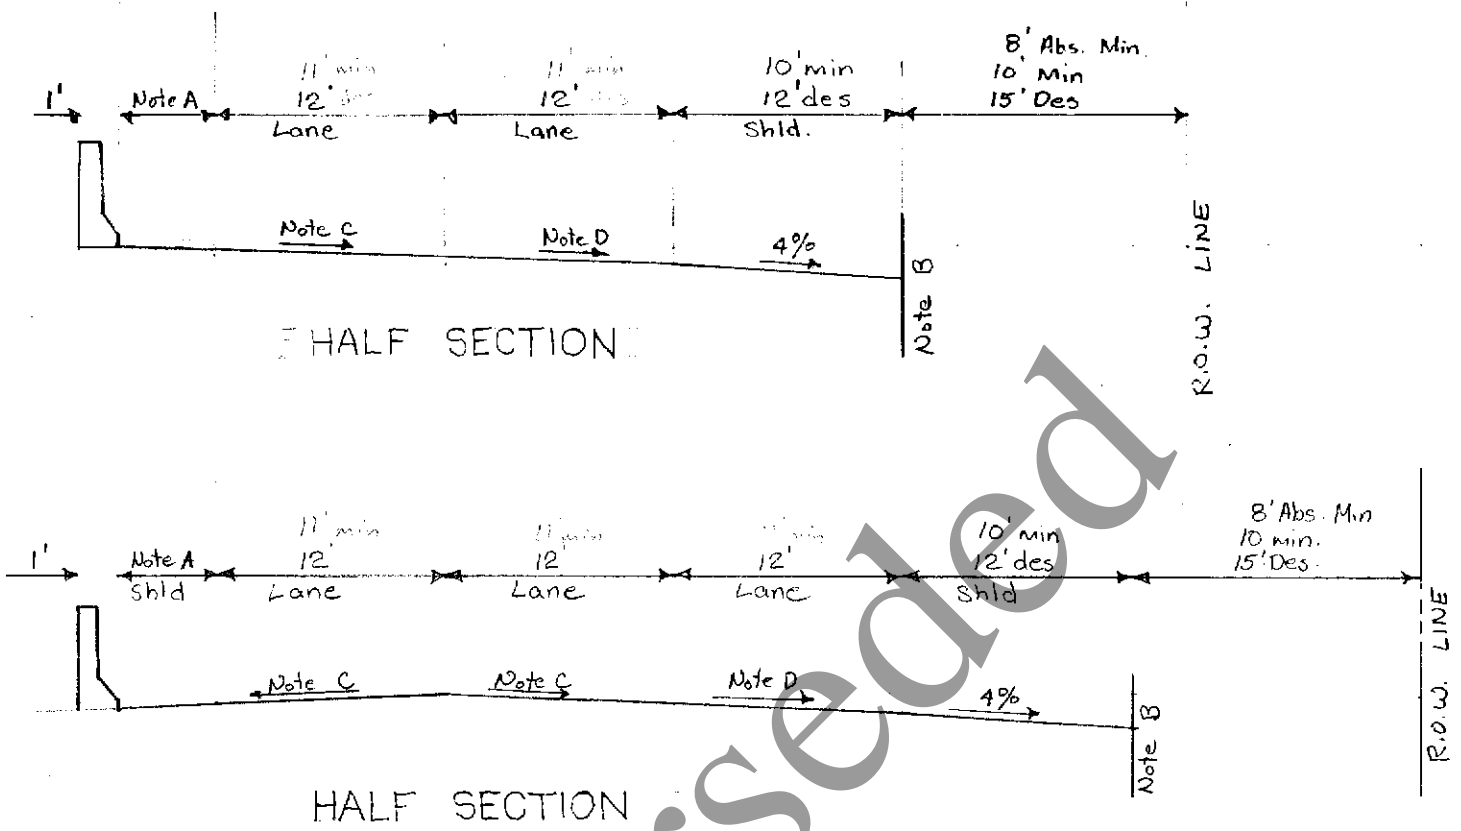 8' Abs. Min.
11' min 11' min 10' min 10' Min
1' Note A 12' des 12' des 12' des 15' Des
Lane Lane Shld.
Note C Note D 4%
Note B
R.O.W. LINE
HALF SECTION
11' min 11' min 11' min 10' min 8' Abs. Min
1' Note A 12' 12 12' 12' des 10 min.
15' Des.
Shld Lane Lane Lane Shld
Note C Note C Note D 4%
Note B
R.O.W. LINE
HALF SECTION